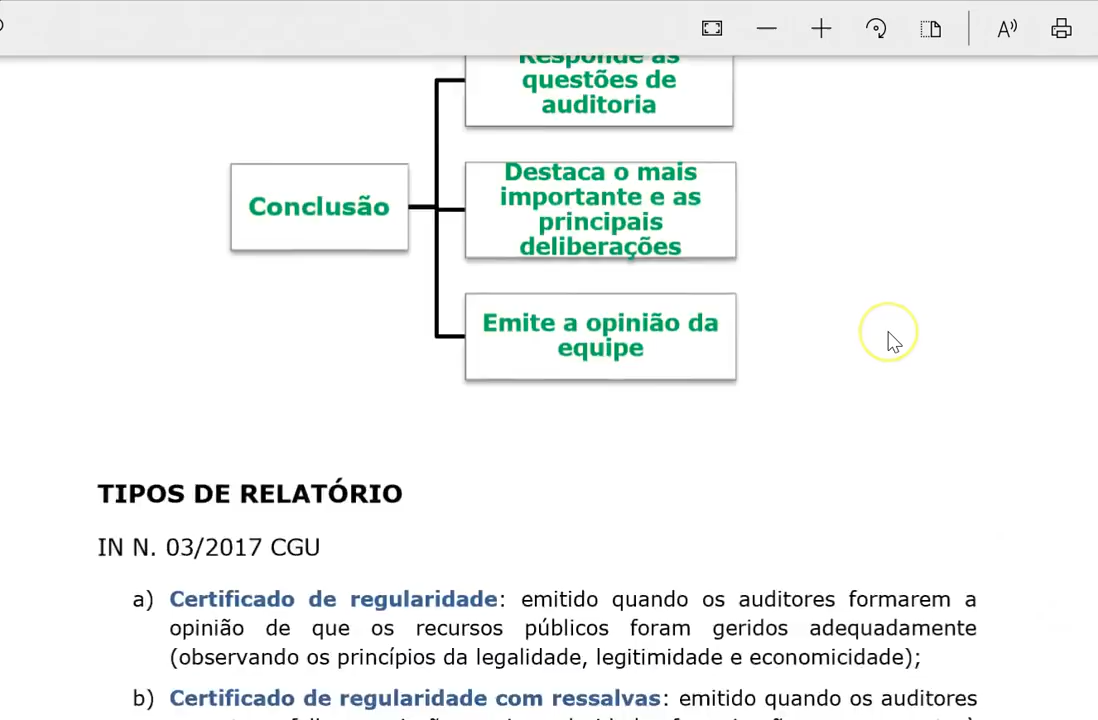 Responde as
questões de
auditoria
Conclusão
Destaca o mais
importante e as
principais
deliberações
Emite a opinião da
equipe
TIPOS DE RELATÓRIO
IN N. 03/2017 CGU
a) Certificado de regularidade: emitido quando os auditores formarem a
opinião de que os recursos públicos foram geridos adequadamente
(observando os princípios da legalidade, legitimidade e economicidade);
b) Certificado de regularidade com ressalvas: emitido quando os auditores